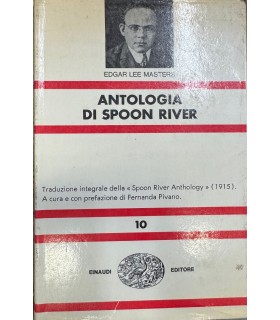 EDGAR LEE MASTERS
ANTOLOGIA
DI SPOON RIVER
Traduzione integrale della «Spoon River Anthology» (1915).
A cura e con prefazione di Fernanda Pivano.
10
EINAUDI EDITORE